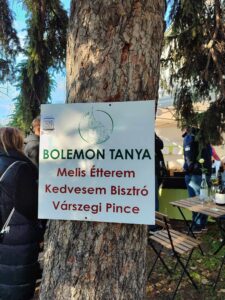 BOLEMON TANYA
Melis Étterem
Kedvesem Bisztró
Várszegi Pince